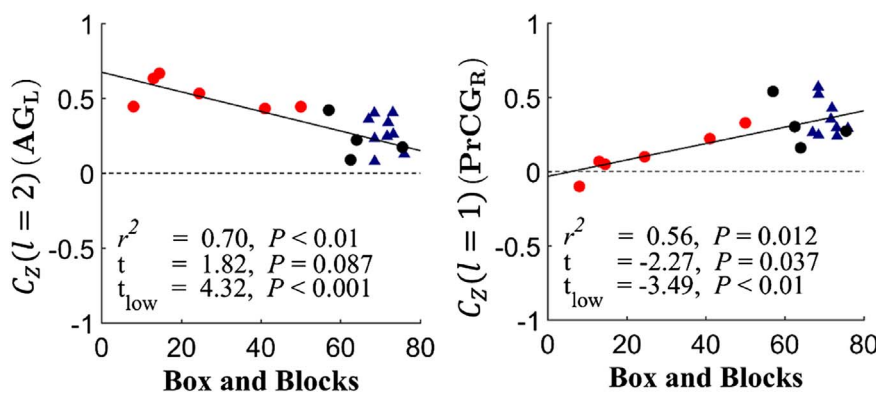 1
0.5
0
-0.5
-1
C_Z(l = 2) (AG_L)
r² = 0.70, P < 0.01
t = 1.82, P = 0.087
t_low = 4.32, P < 0.001
0 20 40 60 80
Box and Blocks
1
0.5
0
-0.5
-1
C_Z(l = 1) (PrCG_R)
r² = 0.56, P = 0.012
t = -2.27, P = 0.037
t_low = -3.49, P < 0.01
0 20 40 60 80
Box and Blocks